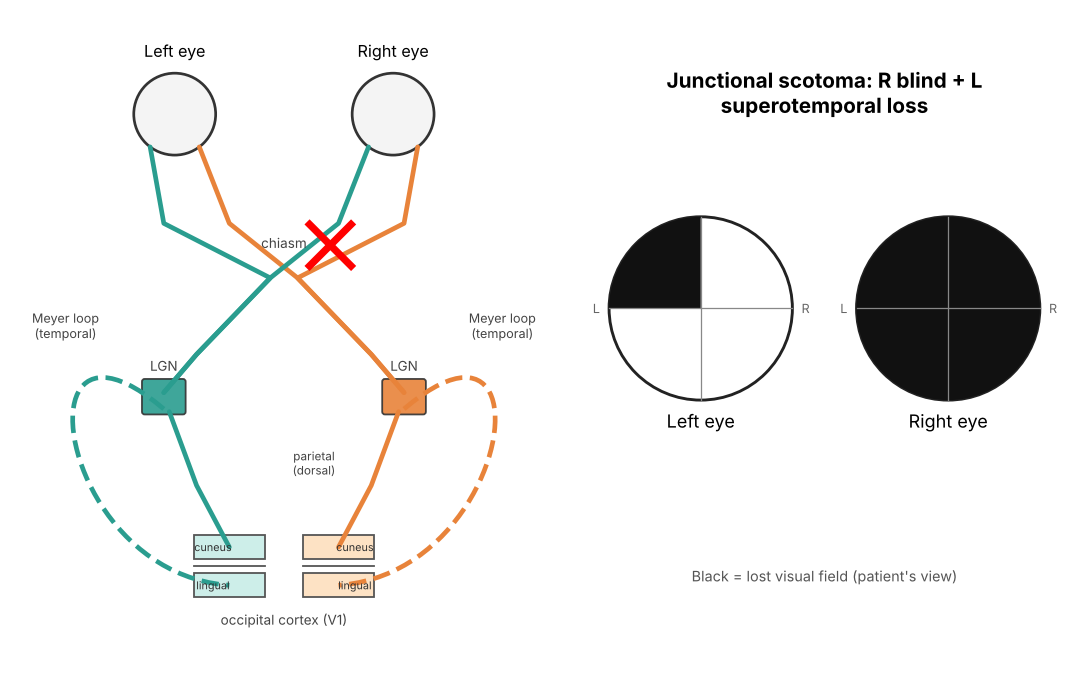 Left eye
Right eye
Junctional scotoma: R blind + L
superotemporal loss
chiasm
Meyer loop
(temporal)
Meyer loop
(temporal)
LGN
LGN
L
R
L
R
Left eye
Right eye
parietal
(dorsal)
cuneus
cuneus
lingual
lingual
occipital cortex (V1)
Black = lost visual field (patient's view)